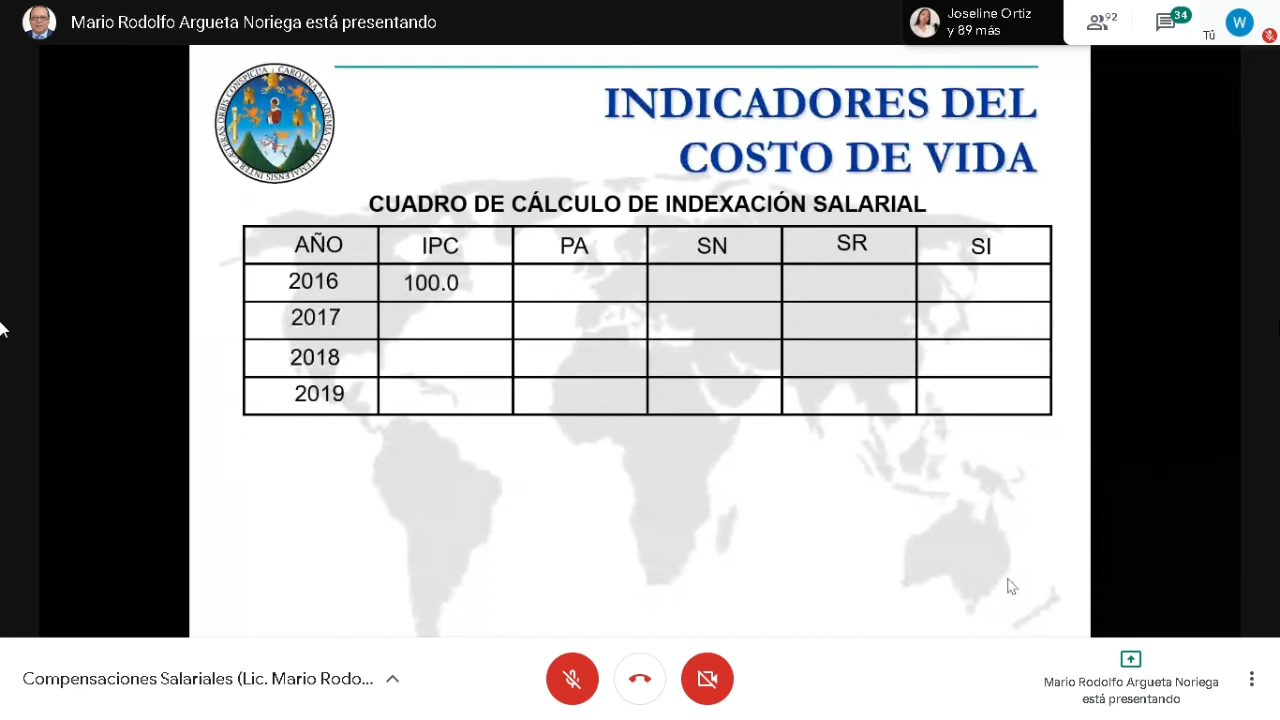 Mario Rodolfo Argueta Noriega está presentando
Joseline Ortiz
y 89 más
92
34
Tú
W
INDICADORES DEL
COSTO DE VIDA
CUADRO DE CÁLCULO DE INDEXACIÓN SALARIAL
AÑO IPC PA SN SR SI
2016 100.0
2017
2018
2019
Compensaciones Salariales (Lic. Mario Rodo...
Mario Rodolfo Argueta Noriega
está presentando